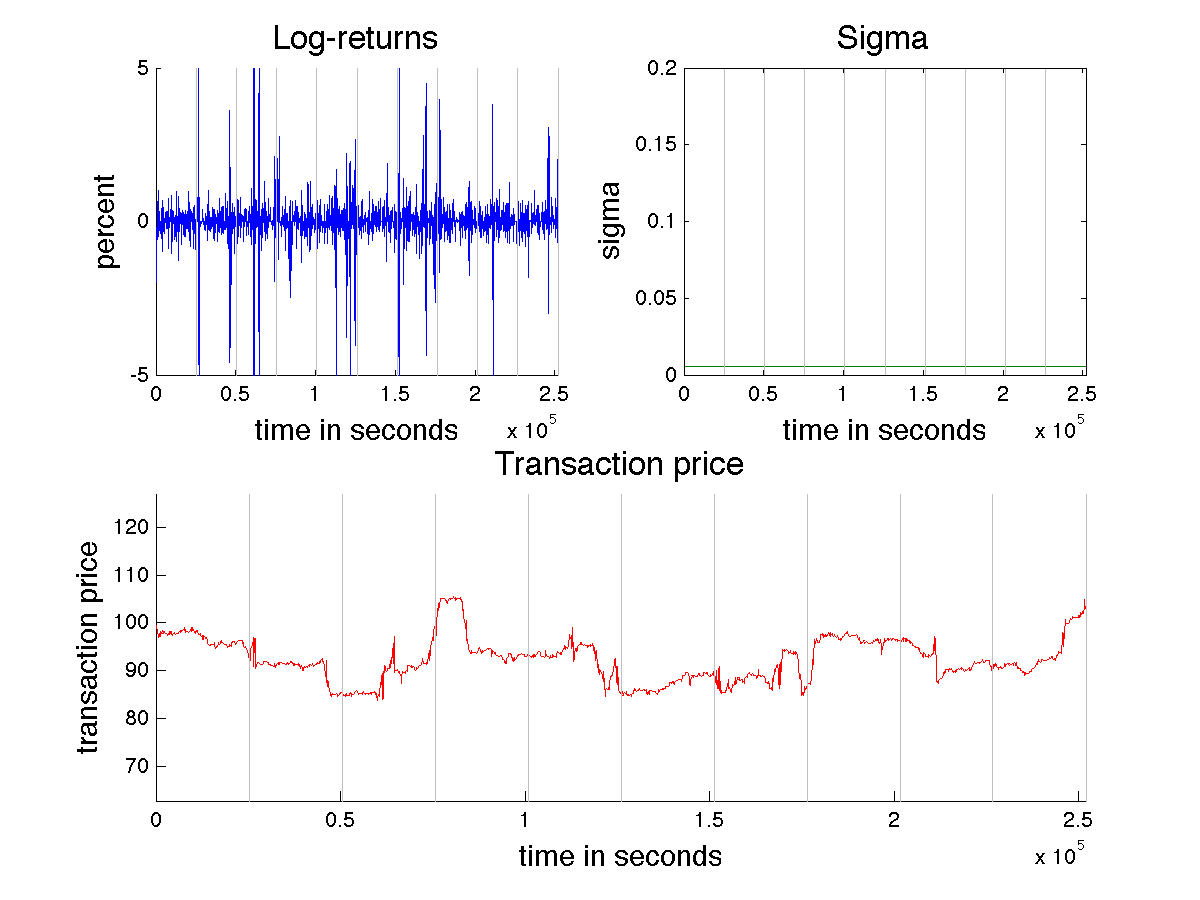 Log-returns
5
0
-5
percent
0 0.5 1 1.5 2 2.5
x 10^5
time in seconds
Sigma
0.2
0.15
0.1
0.05
0
sigma
0 0.5 1 1.5 2 2.5
x 10^5
time in seconds
Transaction price
120
110
100
90
80
70
transaction price
0 0.5 1 1.5 2 2.5
x 10^5
time in seconds